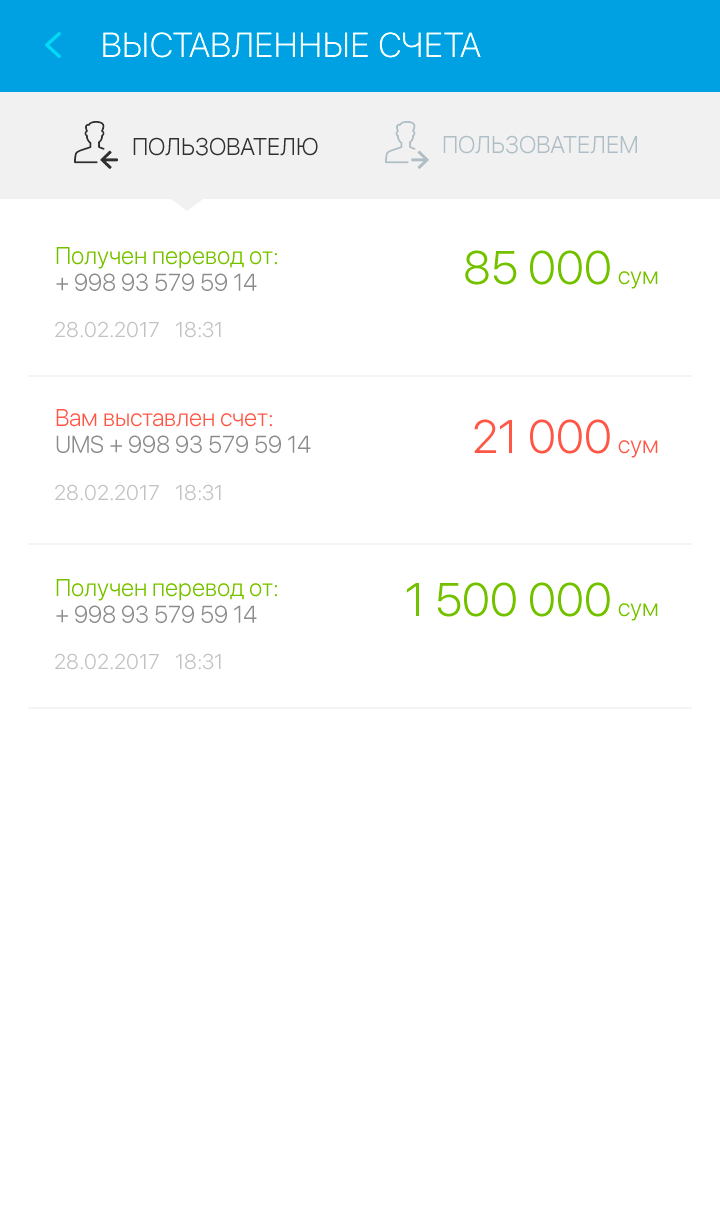 ВЫСТАВЛЕННЫЕ СЧЕТА
ПОЛЬЗОВАТЕЛЮ
ПОЛЬЗОВАТЕЛЕМ
Получен перевод от:
+ 998 93 579 59 14
85 000 сум
28.02.2017 18:31
Вам выставлен счет:
UMS + 998 93 579 59 14
21 000 сум
28.02.2017 18:31
Получен перевод от:
+ 998 93 579 59 14
1 500 000 сум
28.02.2017 18:31